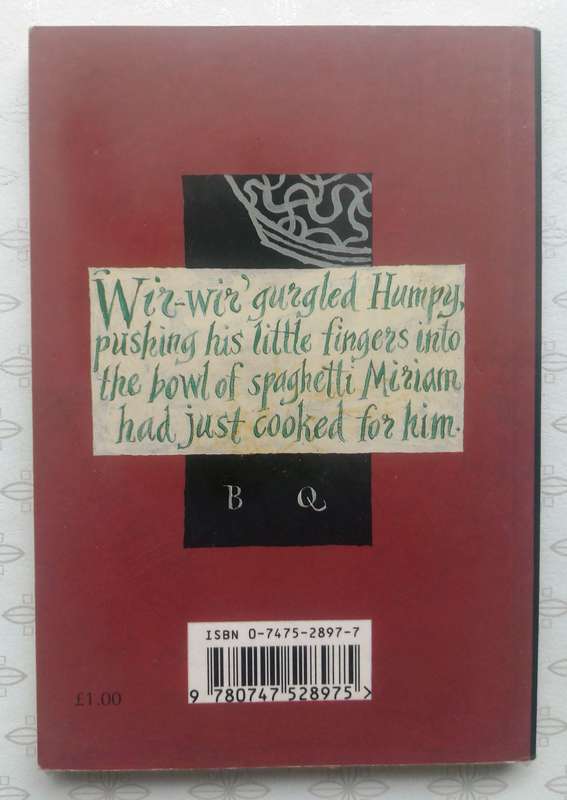 'Wir-wir' gurgled Humpy,
pushing his little fingers into
the bowl of spaghetti Miriam
had just cooked for him.
B Q
ISBN 0-7475-2897-7
9 780747 528975 >
£1.00